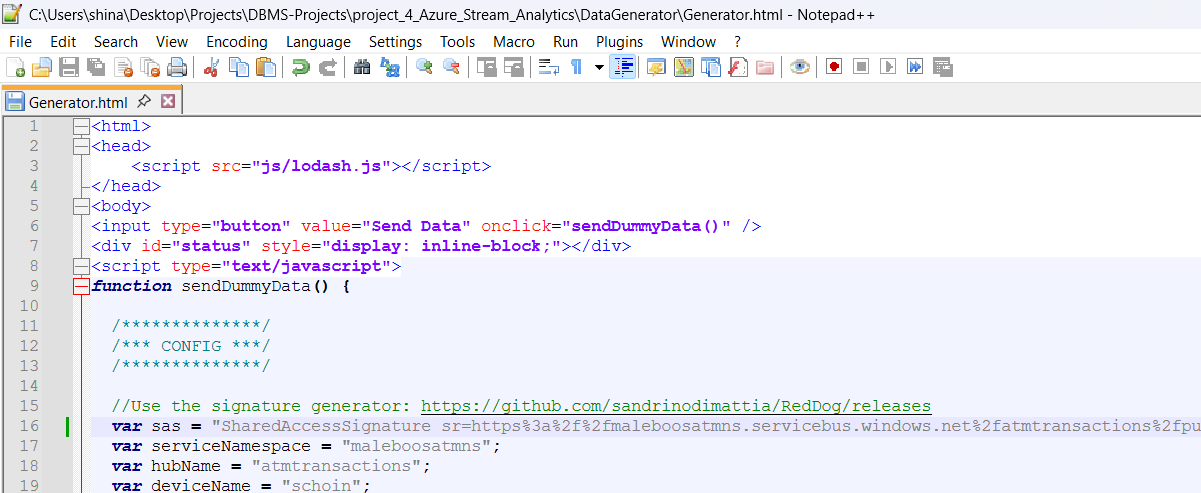 C:\Users\shina\Desktop\Projects\DBMS-Projects\project_4_Azure_Stream_Analytics\DataGenerator\Generator.html - Notepad++
File Edit Search View Encoding Language Settings Tools Macro Run Plugins Window ?
Generator.html
1 <html>
2 <head>
3 <script src="js/lodash.js"></script>
4 </head>
5 <body>
6 <input type="button" value="Send Data" onclick="sendDummyData()" />
7 <div id="status" style="display: inline-block;"></div>
8 <script type="text/javascript">
9 function sendDummyData() {
10
11 /**************/
12 /*** CONFIG ***/
13 /**************/
14
15 //Use the signature generator: https://github.com/sandrinodimattia/RedDog/releases
16 var sas = "SharedAccessSignature sr=https%3a%2f%2fmaleboosatmns.servicebus.windows.net%2fatmtransactions%2fpu
17 var serviceNamespace = "maleboosatmns";
18 var hubName = "atmtransactions";
19 var deviceName = "schoin";